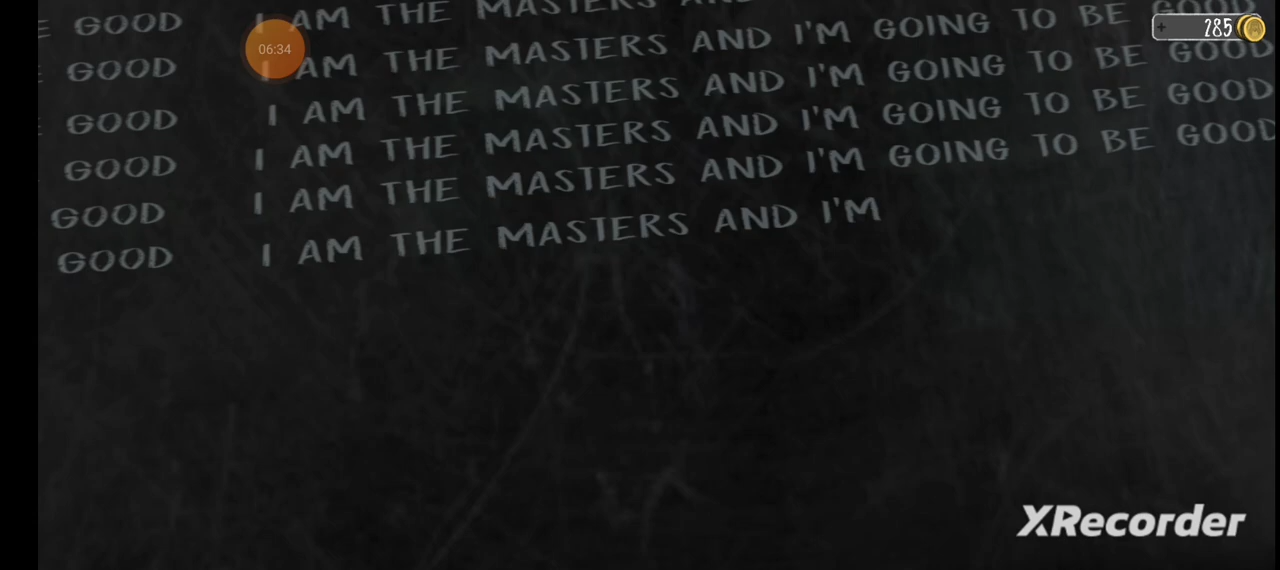 GOOD I AM THE MASTERS
GOOD I AM THE MASTERS AND I'M GOING TO BE GOOD
GOOD I AM THE MASTERS AND I'M GOING TO BE GOOD
GOOD I AM THE MASTERS AND I'M GOING TO BE GOOD
GOOD I AM THE MASTERS AND I'M GOING TO BE GOOD
GOOD I AM THE MASTERS AND I'M
06:34
285
XRecorder